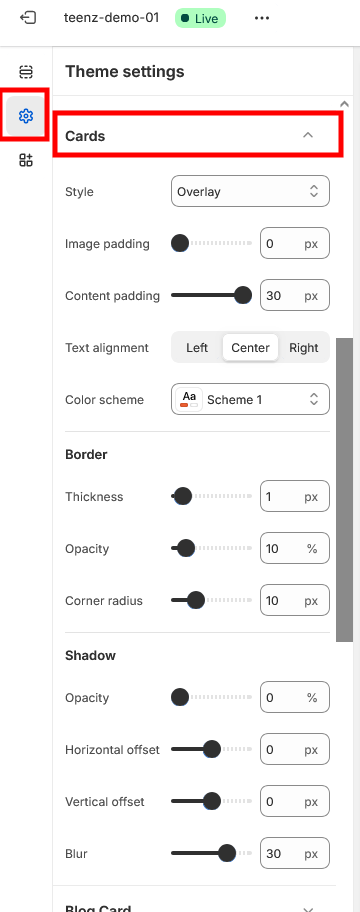 teenz-demo-01 Live ...
Theme settings
Cards
Style Overlay
Image padding 0 px
Content padding 30 px
Text alignment Left Center Right
Color scheme Aa Scheme 1
Border
Thickness 1 px
Opacity 10 %
Corner radius 10 px
Shadow
Opacity 0 %
Horizontal offset 0 px
Vertical offset 0 px
Blur 30 px
Blog Card